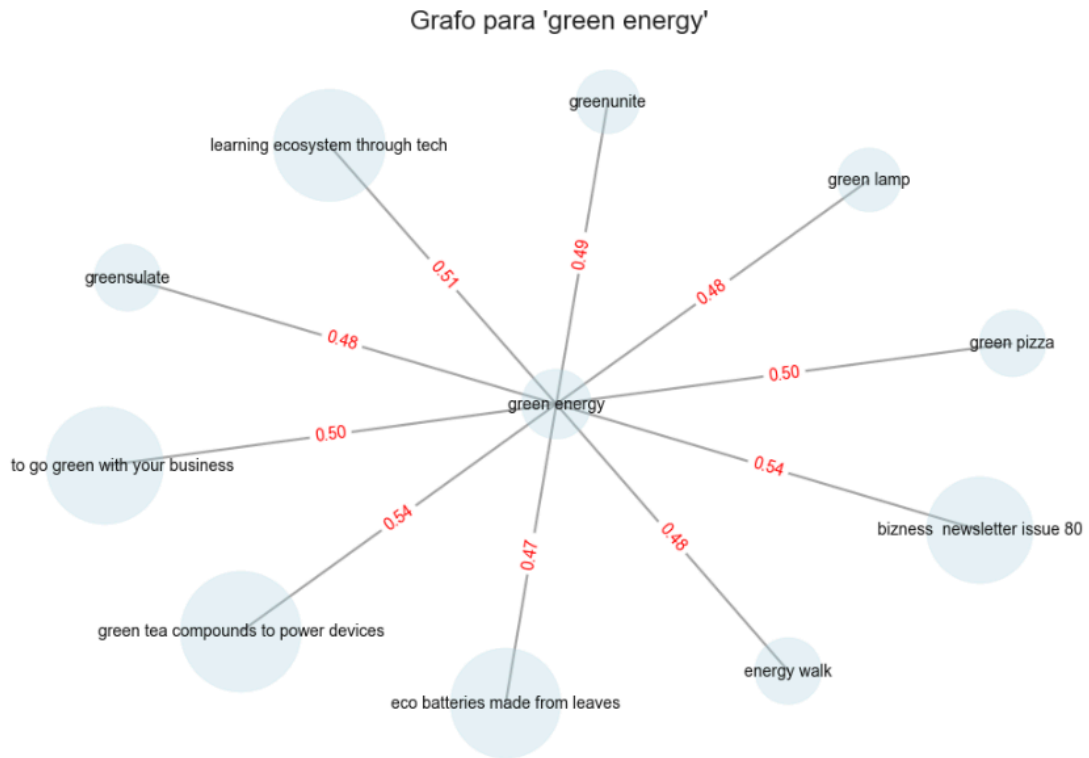 Grafo para 'green energy'
greenunite
learning ecosystem through tech
green lamp
0.49
0.51
greensulate
0.48
0.48
green pizza
0.50
green energy
0.50
to go green with your business
0.54
0.54
bizness  newsletter issue 80
0.48
0.47
green tea compounds to power devices
energy walk
eco batteries made from leaves